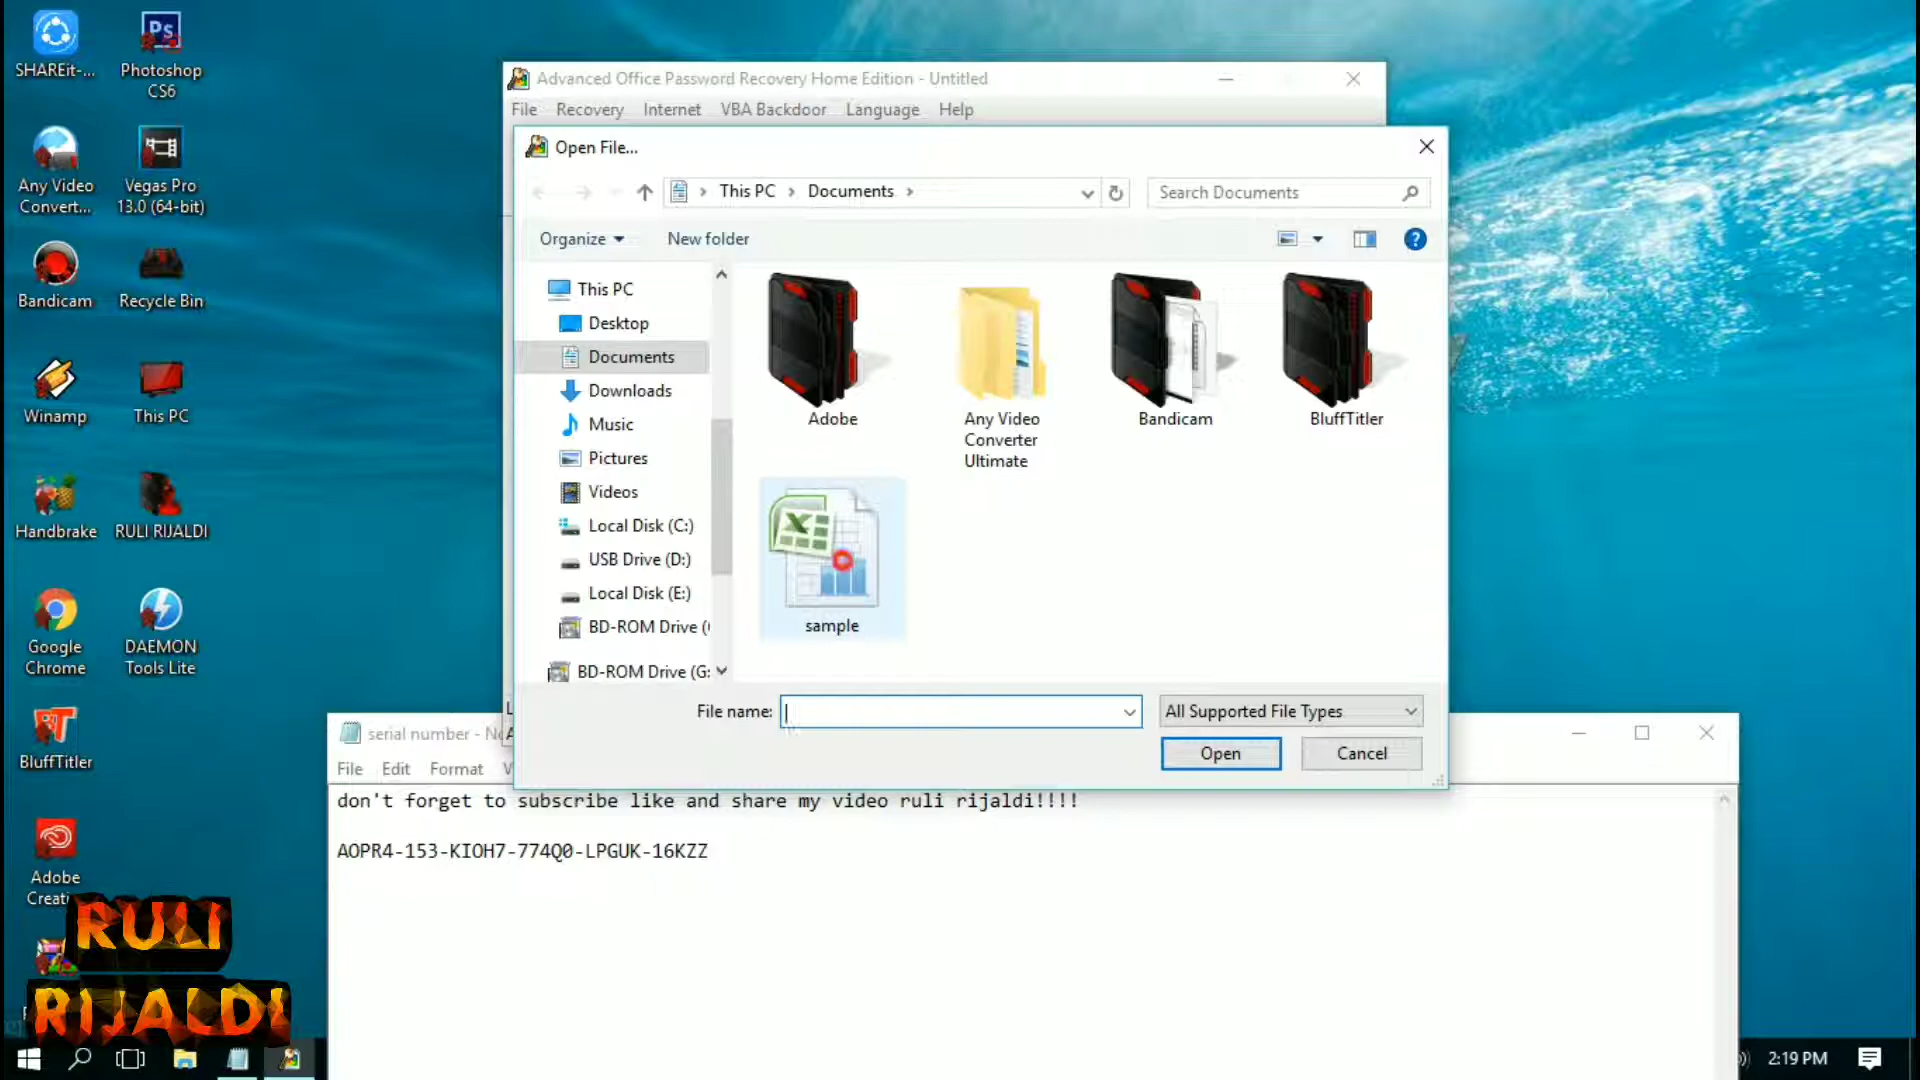 SHAREit-...
Photoshop
CS6
Any Video
Convert...
Vegas Pro
13.0 (64-bit)
Bandicam
Recycle Bin
Winamp
This PC
Handbrake
RULI RIJALDI
Google
Chrome
DAEMON
Tools Lite
BluffTitler
Adobe
Creati
RULI
RIJALDI
Advanced Office Password Recovery Home Edition - Untitled
File Recovery Internet VBA Backdoor Language Help
Open File...
This PC Documents
Search Documents
Organize
New folder
This PC
Desktop
Documents
Downloads
Music
Pictures
Videos
Local Disk (C:)
USB Drive (D:)
Local Disk (E:)
BD-ROM Drive (
BD-ROM Drive (G:
Adobe
Any Video
Converter
Ultimate
Bandicam
BluffTitler
sample
File name:
All Supported File Types
Open
Cancel
serial number - No
File Edit Format V
don't forget to subscribe like and share my video ruli rijaldi!!!!
AOPR4-153-KIOH7-774Q0-LPGUK-16KZZ
2:19 PM